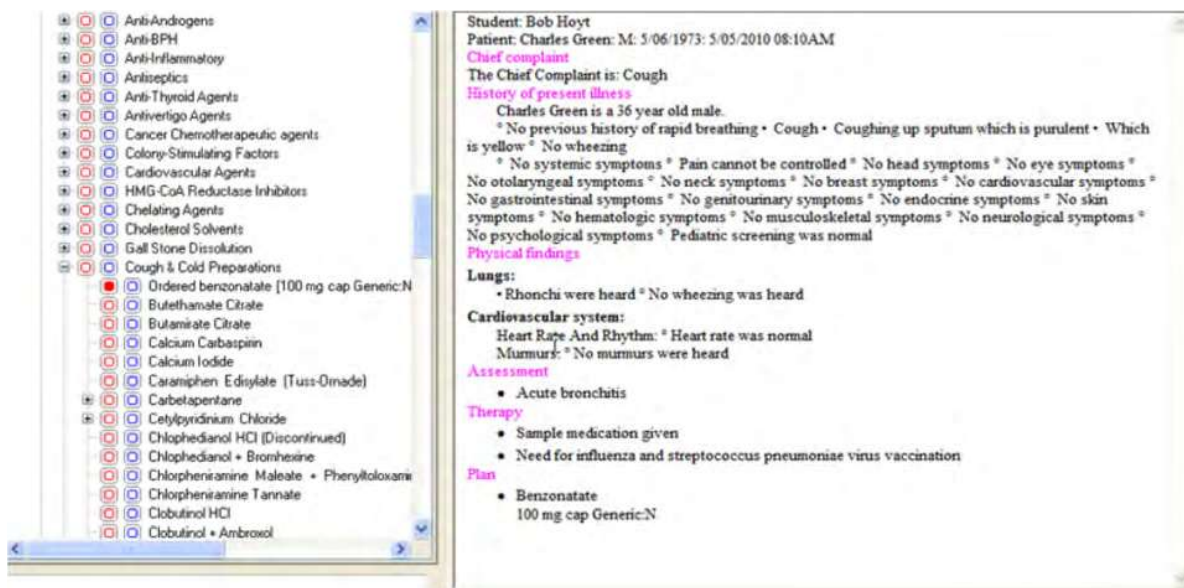 Anti-Androgens
Anti-BPH
Anti-Inflammatory
Antiseptics
Anti-Thyroid Agents
Antivertigo Agents
Cancer Chemotherapeutic agents
Colony-Stimulating Factors
Cardiovascular Agents
HMG-CoA Reductase Inhibitors
Chelating Agents
Cholesterol Solvents
Gall Stone Dissolution
Cough & Cold Preparations
Ordered benzonatate [100 mg cap Generic:N
Butethamate Citrate
Butamirate Citrate
Calcium Carbaspirin
Calcium Iodide
Caramiphen Edisylate (Tuss-Ornade)
Carbetapentane
Cetylpyridinium Chloride
Chlophedianol HCl (Discontinued)
Chlophedianol + Bromhexine
Chlorpheniramine Maleate + Phenyltoloxami
Chlorpheniramine Tannate
Clobutinol HCl
Clobutinol + Ambroxol
Student: Bob Hoyt
Patient: Charles Green: M: 5/06/1973: 5/05/2010 08:10AM
Chief complaint
The Chief Complaint is: Cough
History of present illness
Charles Green is a 36 year old male.
° No previous history of rapid breathing • Cough • Coughing up sputum which is purulent • Which
is yellow ° No wheezing
° No systemic symptoms ° Pain cannot be controlled ° No head symptoms ° No eye symptoms °
No otolaryngeal symptoms ° No neck symptoms ° No breast symptoms ° No cardiovascular symptoms °
No gastrointestinal symptoms ° No genitourinary symptoms ° No endocrine symptoms ° No skin
symptoms ° No hematologic symptoms ° No musculoskeletal symptoms ° No neurological symptoms °
No psychological symptoms ° Pediatric screening was normal
Physical findings
Lungs:
• Rhonchi were heard ° No wheezing was heard
Cardiovascular system:
Heart Rate And Rhythm: ° Heart rate was normal
Murmurs: ° No murmurs were heard
Assessment
• Acute bronchitis
Therapy
• Sample medication given
• Need for influenza and streptococcus pneumoniae virus vaccination
Plan
• Benzonatate
100 mg cap Generic:N